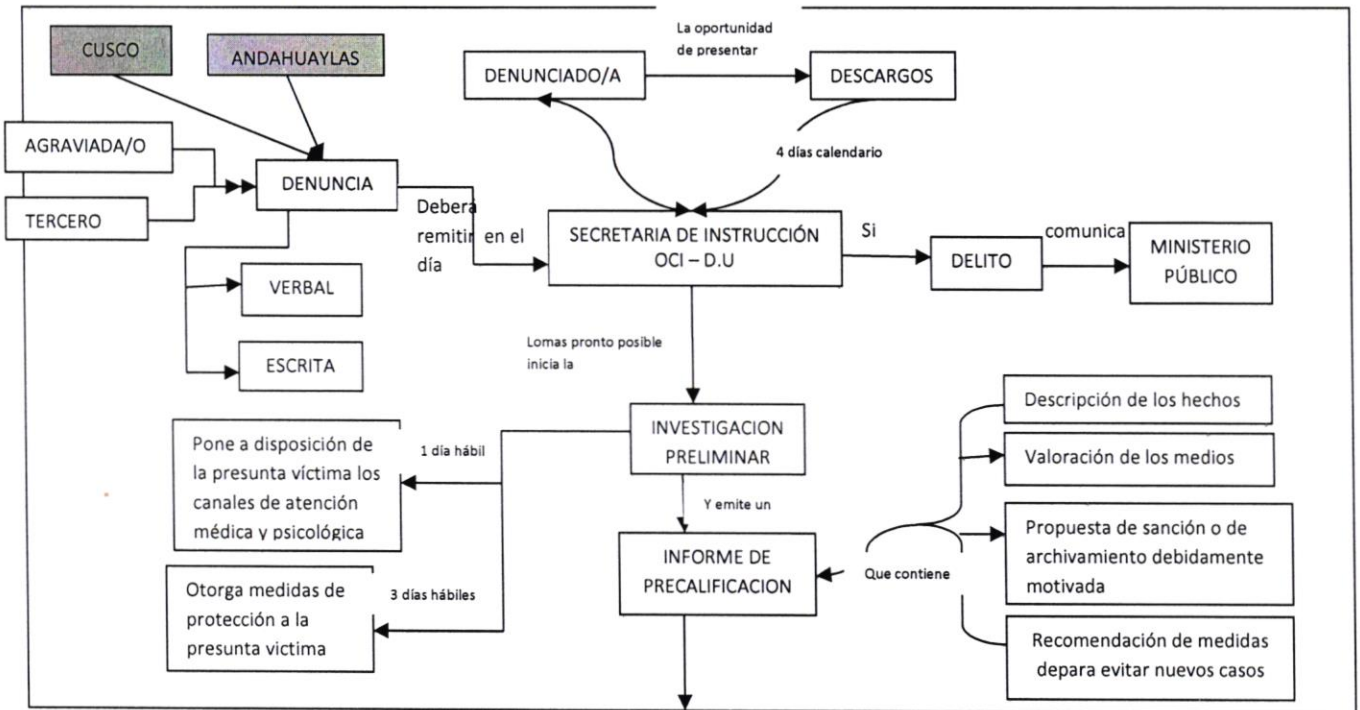 CUSCO
ANDAHUAYLAS
La oportunidad
de presentar
DENUNCIADO/A
DESCARGOS
AGRAVIADA/O
TERCERO
DENUNCIA
4 días calendario
Deberá
remitir en el
día
SECRETARIA DE INSTRUCCIÓN
OCI – D.U
Si
DELITO
comunica
MINISTERIO
PÚBLICO
VERBAL
ESCRITA
Lomas pronto posible
inicia la
INVESTIGACION
PRELIMINAR
1 día hábil
Pone a disposición de
la presunta víctima los
canales de atención
médica y psicológica
3 días hábiles
Otorga medidas de
protección a la
presunta victima
Y emite un
INFORME DE
PRECALIFICACION
Que contiene
Descripción de los hechos
Valoración de los medios
Propuesta de sanción o de
archivamiento debidamente
motivada
Recomendación de medidas
depara evitar nuevos casos